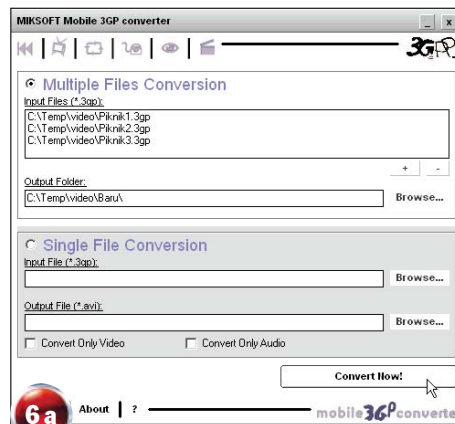 MIKSOFT Mobile 3GP converter
_ x
3GPP
Multiple Files Conversion
Input Files (*.3gp):
C:\Temp\video\Piknik1.3gp
C:\Temp\video\Piknik2.3gp
C:\Temp\video\Piknik3.3gp
+ -
Output Folder:
C:\Temp\video\Baru\
Browse...
Single File Conversion
Input File (*.3gp):
Browse...
Output File (*.avi):
Browse...
Convert Only Video
Convert Only Audio
Convert Now!
6a
About | ?
mobile3GPconverte